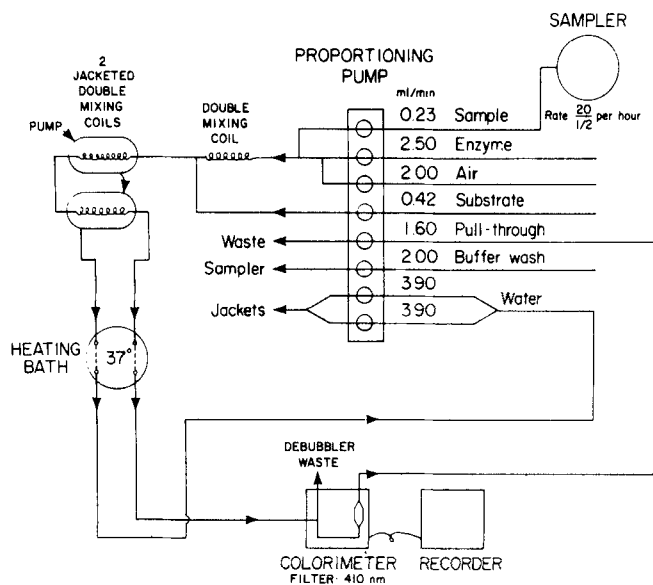 SAMPLER
Rate 20/1/2 per hour
PROPORTIONING
PUMP
ml/min
0.23 Sample
2.50 Enzyme
2.00 Air
0.42 Substrate
1.60 Pull-through
2.00 Buffer wash
3.90
3.90
Water
2
JACKETED
DOUBLE
MIXING
COILS
PUMP
DOUBLE
MIXING
COIL
Waste
Sampler
Jackets
HEATING
BATH
37°
DEBUBBLER
WASTE
COLORIMETER
FILTER: 410 nm
RECORDER